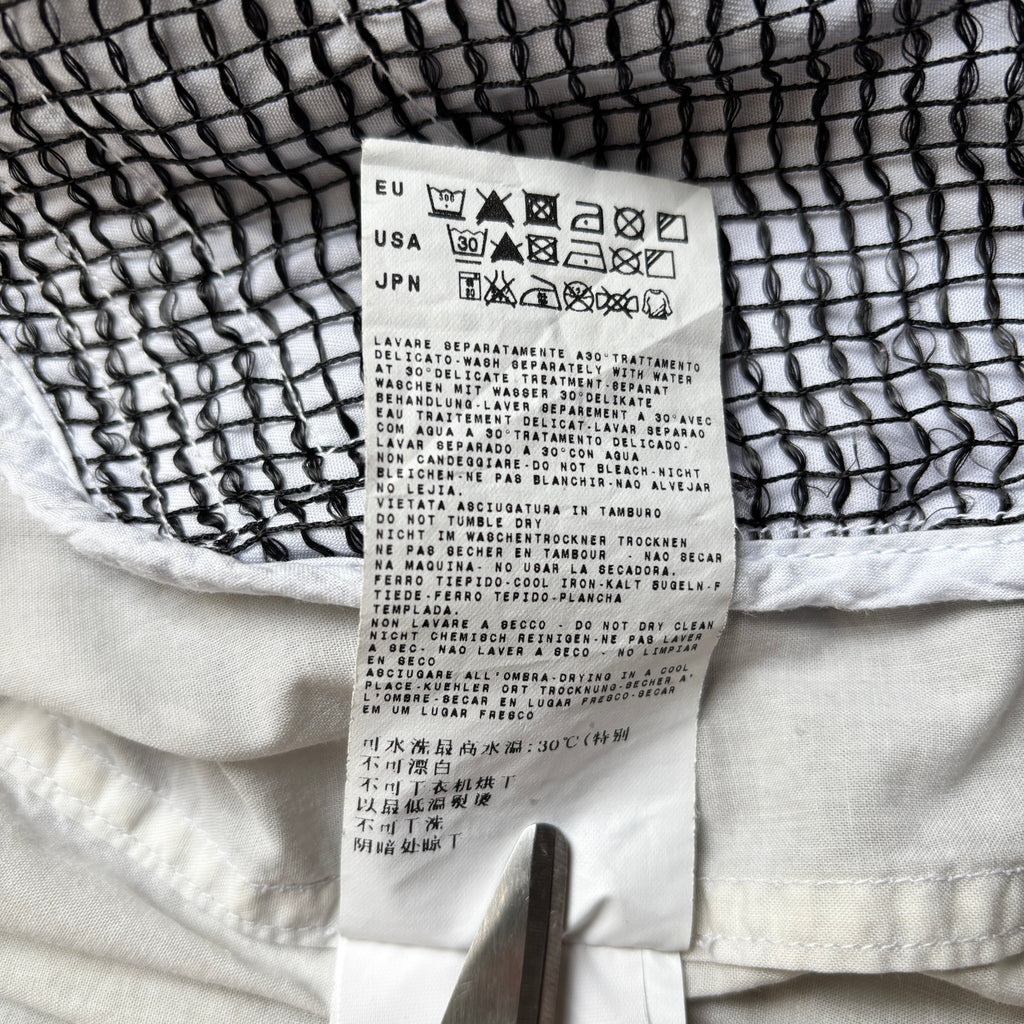 EU
USA 30
JPN
LAVARE SEPARATAMENTE A30°TRATTAMENTO
DELICATO-WASH SEPARATELY WITH WATER
AT 30°DELICATE TREATMENT-SEPARAT
WASCHEN MIT WASSER 30°DELIKATE
BEHANDLUNG-LAVER SEPAREMENT A 30°AVEC
EAU TRAITEMENT DELICAT-LAVAR SEPARAO
COM AGUA A 30°TRATAMENTO DELICADO-
LAVAR SEPARADO A 30°CON AGUA
NON CANDEGGIARE-DO NOT BLEACH-NICHT
BLEICHEN-NE PAS BLANCHIR-NAO ALVEJAR
NO LEJIA.
VIETATA ASCIUGATURA IN TAMBURO
DO NOT TUMBLE DRY
NICHT IM WASCHENTROCKNER TROCKNEN
NE PAS SECHER EN TAMBOUR - NAO SECAR
NA MAQUINA- NO USAR LA SECADORA.
FERRO TIEPIDO-COOL IRON-KALT BUGELN-F
TIEDE-FERRO TEPIDO-PLANCHA
TEMPLADA.
NON LAVARE A SECCO - DO NOT DRY CLEAN
NICHT CHEMISCH REINIGEN-NE PAS LAVER
A SEC- NAO LAVER A SECO - NO LIMPIAR
EN SECO
ASCIUGARE ALL'OMBRA-DRYING IN A COOL
PLACE-KUEHLER ORT TROCKNUNG-SECHER A'
L'OMBRE-SECAR EN LUGAR FRESCO-SECAR
EM UM LUGAR FRESCO
可水洗最高水温:30℃(特别
不可漂白
不可干衣机烘干
以最低温熨烫
不可干洗
阴暗处晾干